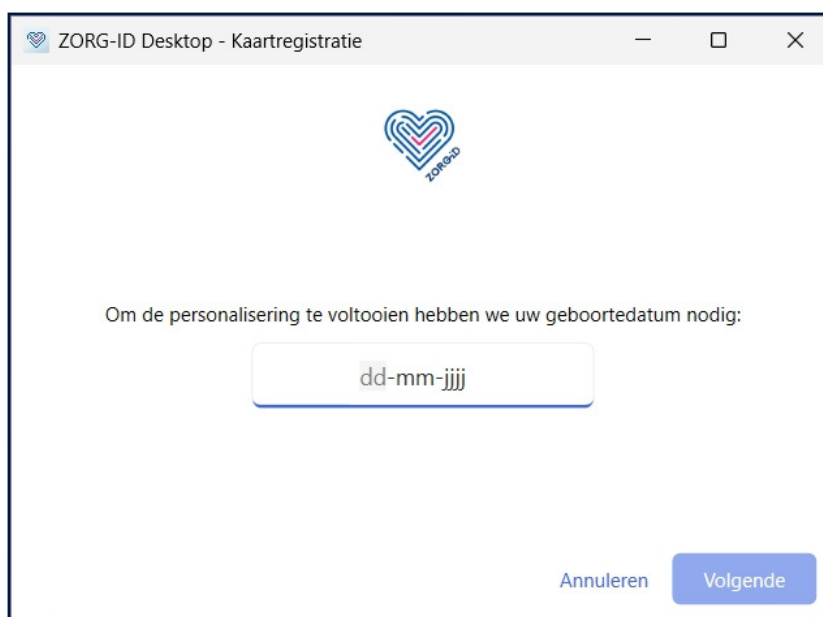 ZORG-ID Desktop - Kaartregistratie
ZORG-ID
Om de personalisering te voltooien hebben we uw geboortedatum nodig:
dd-mm-jjjj
Annuleren
Volgende